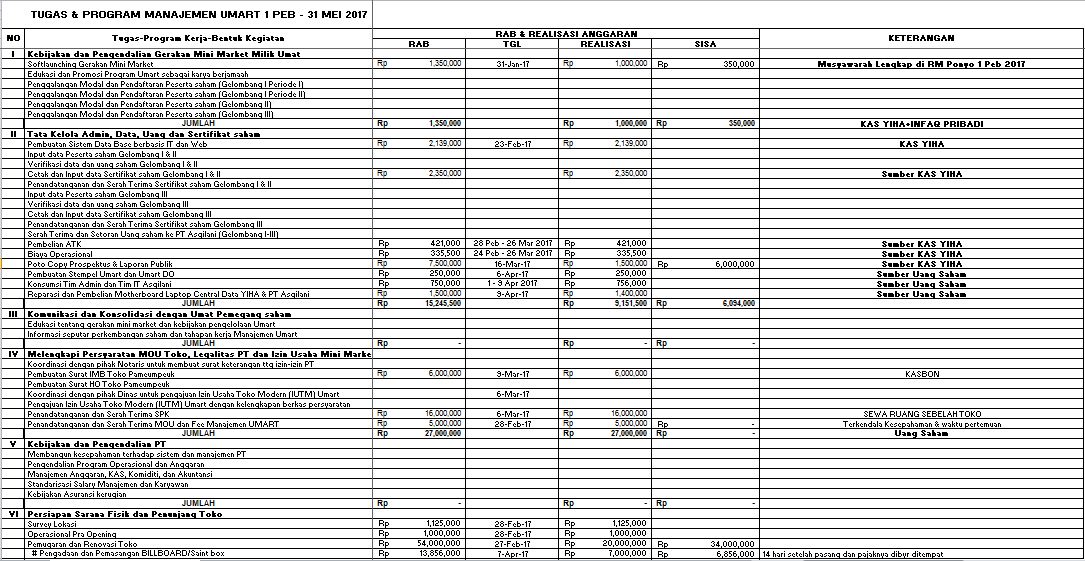 TUGAS & PROGRAM MANAJEMEN UMART 1 PEB - 31 MEI 2017
NO Tugas-Program Kerja-Bentuk Kegiatan RAB & REALISASI ANGGARAN KETERANGAN
RAB TGL REALISASI SISA
I Kebijakan dan Pengendalian Gerakan Mini Market Milik Umat
Softlaunching Gerakan Mini Market Rp 1,350,000 31-Jan-17 Rp 1,000,000 Rp 350,000 Musyawarah Lengkap di RM Ponyo 1 Peb 2017
Edukasi dan Promosi Program Umart sebagai karya berjamaah
Penggalangan Modal dan Pendaftaran Peserta saham (Gelombang I Periode I)
Penggalangan Modal dan Pendaftaran Peserta saham (Gelombang I Periode II)
Penggalangan Modal dan Pendaftaran Peserta saham (Gelombang II)
Penggalangan Modal dan Pendaftaran Peserta saham (Gelombang III)
JUMLAH Rp 1,350,000 Rp 1,000,000 Rp 350,000 KAS YIHA+INFAQ PRIBADI
II Tata Kelola Admin, Data, Uang dan Sertifikat saham
Pembuatan Sistem Data Base berbasis IT dan Web Rp 2,139,000 23-Feb-17 Rp 2,139,000 KAS YIHA
Input data Peserta saham Gelombang I & II
Verifikasi data dan uang saham Gelombang I & II
Cetak dan Input data Sertifikat saham Gelombang I & II Rp 2,350,000 Rp 2,350,000 Sumber KAS YIHA
Penandatanganan dan Serah Terima Sertifikat saham Gelombang I & II
Input data Peserta saham Gelombang III
Verifikasi data dan uang saham Gelombang III
Cetak dan Input data Sertifikat saham Gelombang III
Penandatanganan dan Serah Terima Sertifikat saham Gelombang III
Serah Terima dan Setoran Uang saham ke PT Asgilani (Gelombang I-III)
Pembelian ATK Rp 421,000 28 Peb - 26 Mar 2017 Rp 421,000 Sumber KAS YIHA
Biaya Operasional Rp 335,500 24 Peb - 26 Mar 2017 Rp 335,500 Sumber KAS YIHA
Poto Copy Prospektus & Laporan Publik Rp 7,500,000 16-Mar-17 Rp 1,500,000 Rp 6,000,000 Sumber KAS YIHA
Pembuatan Stempel Umart dan Umart DO Rp 250,000 6-Apr-17 Rp 250,000 Sumber Uang Saham
Konsumsi Tim Admin dan Tim IT Asgilani Rp 750,000 1 - 9 Apr 2017 Rp 756,000 Sumber Uang Saham
Reparasi dan Pembelian Motherboard Laptop Central Data YIHA & PT Asgilani Rp 1,500,000 9-Apr-17 Rp 1,400,000 Sumber Uang Saham
JUMLAH Rp 15,245,500 Rp 9,151,500 Rp 6,094,000
III Komunikasi dan Konsolidasi dengan Umat Pemegang saham
Edukasi tentang gerakan mini market dan kebijakan pengelolaan Umart
Informasi seputar perkembangan saham dan tahapan kerja Manajemen Umart
JUMLAH Rp - Rp - Rp -
IV Melengkapi Persyaratan MOU Toko, Legalitas PT dan Izin Usaha Mini Marke
Koordinasi dengan pihak Notaris untuk membuat surat keterangan ttg izin-izin PT
Pembuatan Surat IMB Toko Pameumpeuk Rp 6,000,000 9-Mar-17 Rp 6,000,000 KASBON
Pembuatan Surat HO Toko Pameumpeuk
Koordinasi dengan pihak Dinas untuk pengajuan Izin Usaha Toko Modern (IUTM) Umart 6-Mar-17
Pengajuan Izin Usaha Toko Modern (IUTM) Umart dengan kelengkapan berkas persyaratan
Penandatanganan dan Serah Terima SPK Rp 16,000,000 6-Mar-17 Rp 16,000,000 SEWA RUANG SEBELAH TOKO
Penandatanganan dan Serah Terima MOU dan Fee Manajemen UMART Rp 5,000,000 28-Feb-17 Rp 5,000,000 Rp - Terkendala Kesepahaman & waktu pertemuan
JUMLAH Rp 27,000,000 Rp 27,000,000 Rp - Uang Saham
V Kebijakan dan Pengendalian PT
Membangun kesepahaman terhadap sistem dan manajemen PT
Pengendalian Program Operasional dan Anggaran
Manajemen Anggaran, KAS, Komiditi, dan Akuntansi
Standarisasi Salary Manajemen dan Karyawan
Kebijakan Asuransi kerugian
JUMLAH Rp - Rp - Rp -
VI Persiapan Sarana Fisik dan Penunjang Toko
Survey Lokasi Rp 1,125,000 28-Feb-17 Rp 1,125,000
Operasional Pra Opening Rp 1,000,000 28-Feb-17 Rp 1,000,000
Pemugaran dan Renovasi Toko Rp 54,000,000 27-Feb-17 Rp 20,000,000 Rp 34,000,000
# Pengadaan dan Pemasangan BILLBOARD/Saint box Rp 13,856,000 7-Apr-17 Rp 7,000,000 Rp 6,856,000 14 hari setelah pasang dan pajaknya dibyr ditempat